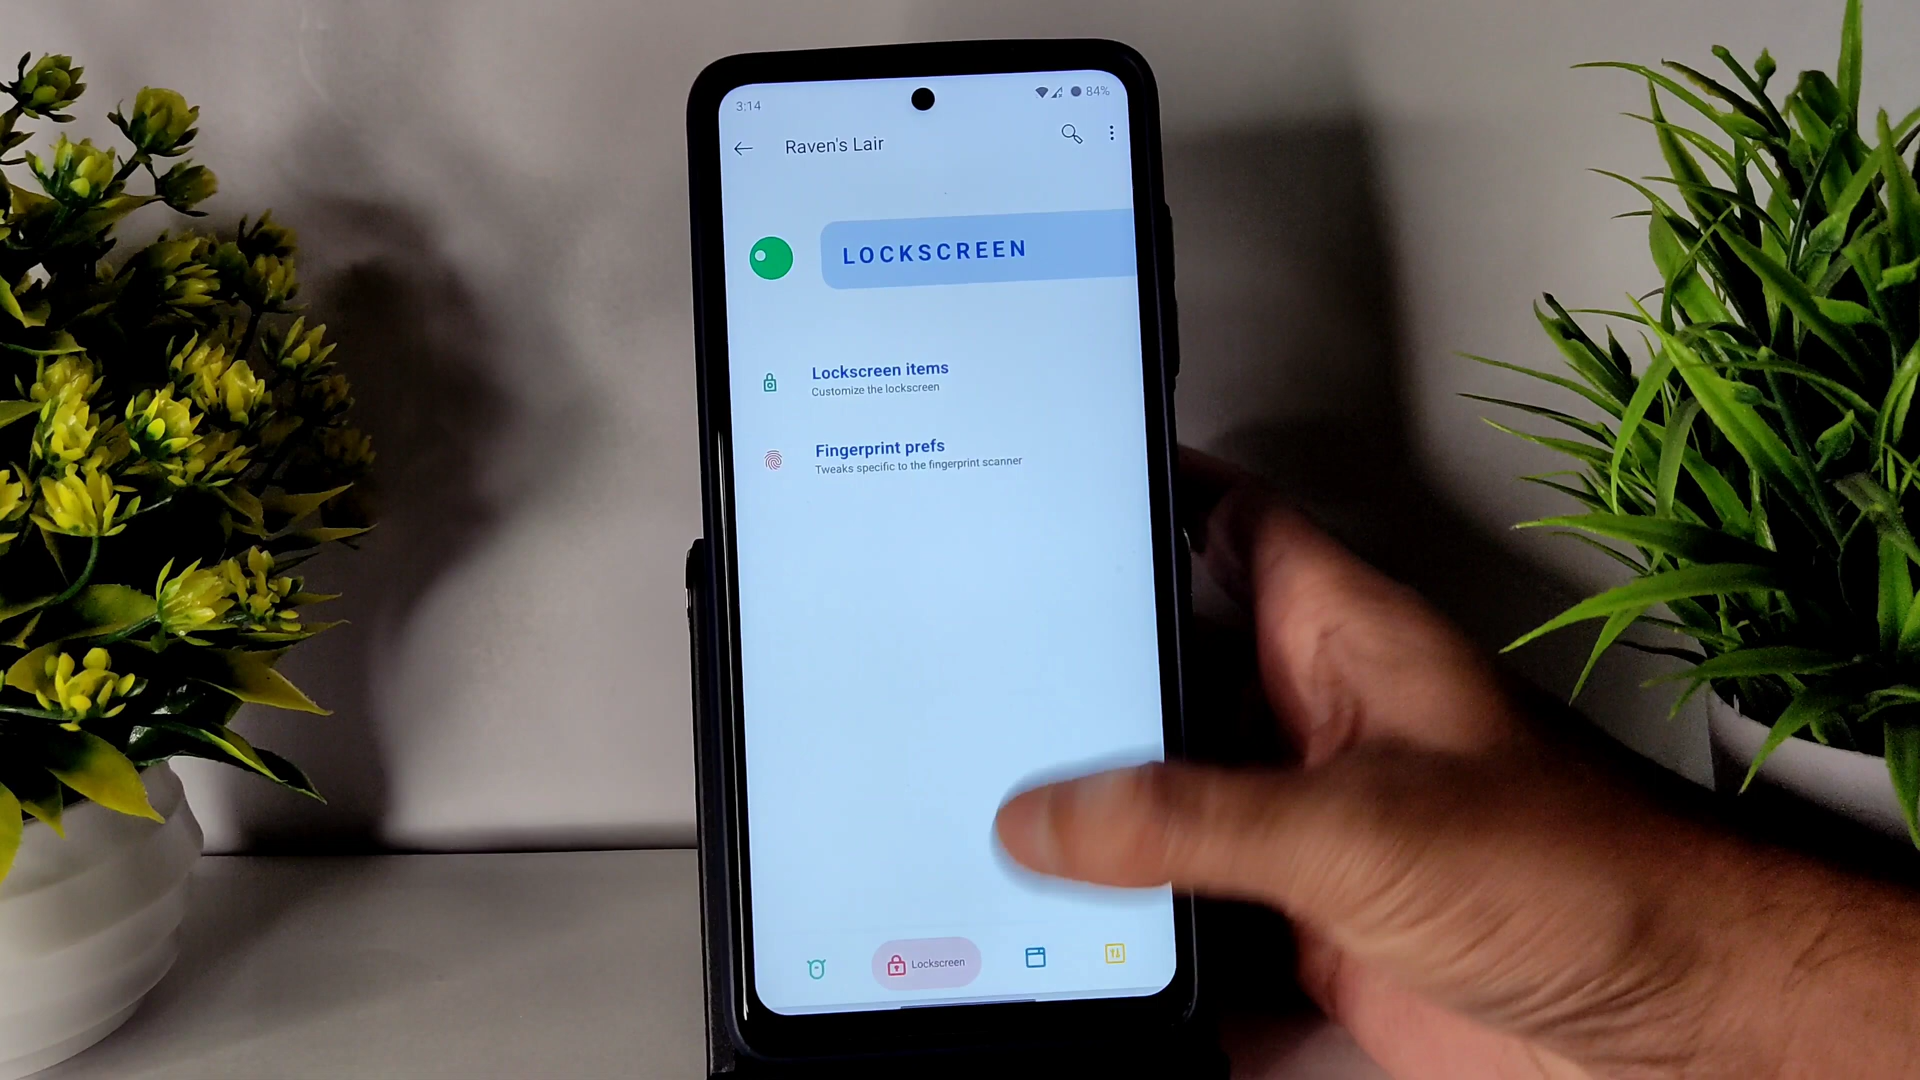 3:14
84%
Raven's Lair
LOCKSCREEN
Lockscreen items
Customize the lockscreen
Fingerprint prefs
Tweaks specific to the fingerprint scanner
Lockscreen